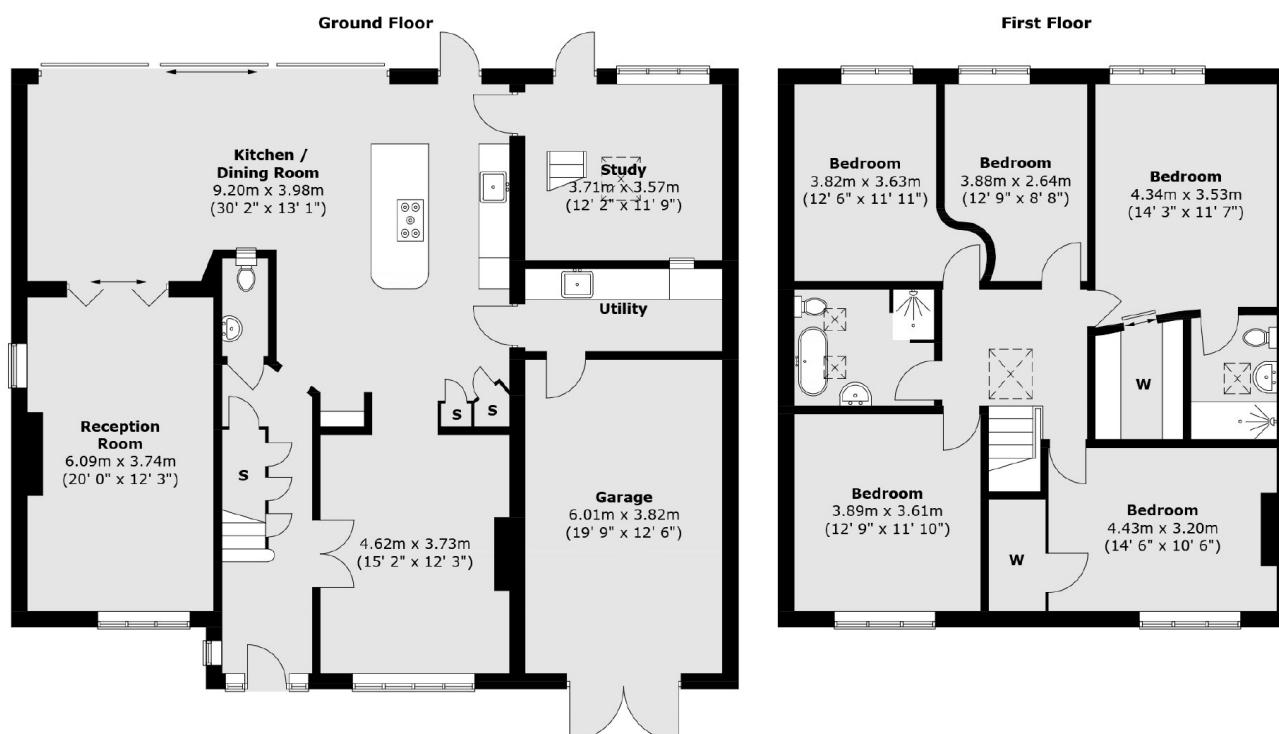 Ground Floor
Kitchen /
Dining Room
9.20m x 3.98m
(30' 2" x 13' 1")
Study
3.71m x 3.57m
(12' 2" x 11' 9")
Utility
Reception
Room
6.09m x 3.74m
(20' 0" x 12' 3")
S
S
S
4.62m x 3.73m
(15' 2" x 12' 3")
Garage
6.01m x 3.82m
(19' 9" x 12' 6")
First Floor
Bedroom
3.82m x 3.63m
(12' 6" x 11' 11")
Bedroom
3.88m x 2.64m
(12' 9" x 8' 8")
Bedroom
4.34m x 3.53m
(14' 3" x 11' 7")
W
Bedroom
3.89m x 3.61m
(12' 9" x 11' 10")
W
Bedroom
4.43m x 3.20m
(14' 6" x 10' 6")